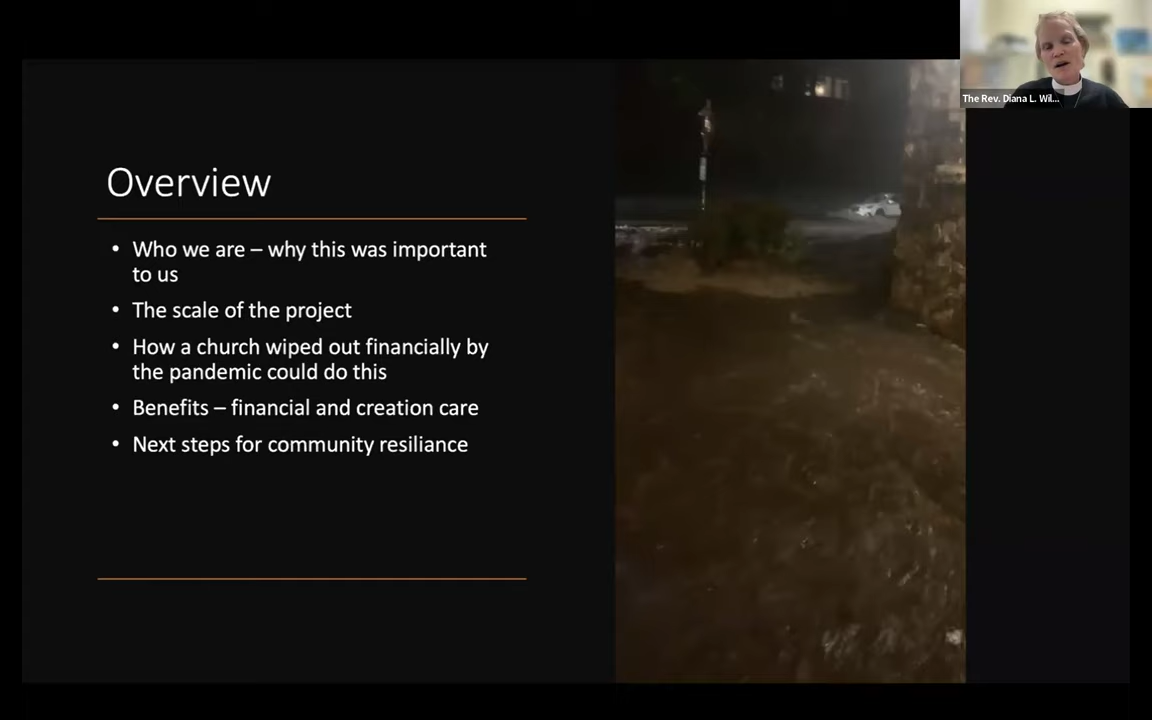 The Rev. Diana L. Wil...
Overview
• Who we are – why this was important
to us
• The scale of the project
• How a church wiped out financially by
the pandemic could do this
• Benefits – financial and creation care
• Next steps for community resiliance